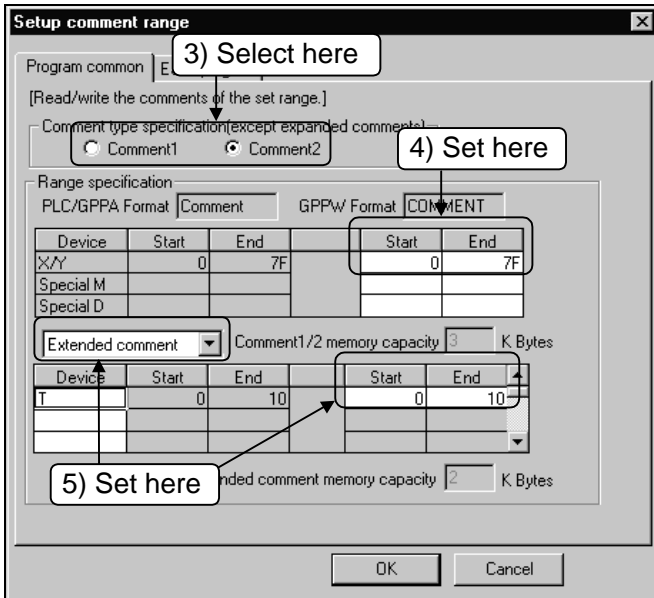 Setup comment range
3) Select here
Program common E
[Read/write the comments of the set range.]
Comment type specification(except expanded comments)
Comment1 Comment2
4) Set here
Range specification
PLC/GPPA Format Comment GPPW Format COMMENT
Device Start End Start End
X/Y 0 7F 0 7F
Special M
Special D
Extended comment Comment1/2 memory capacity 3 K Bytes
Device Start End Start End
T 0 10 0 10
5) Set here
nded comment memory capacity 2 K Bytes
OK Cancel